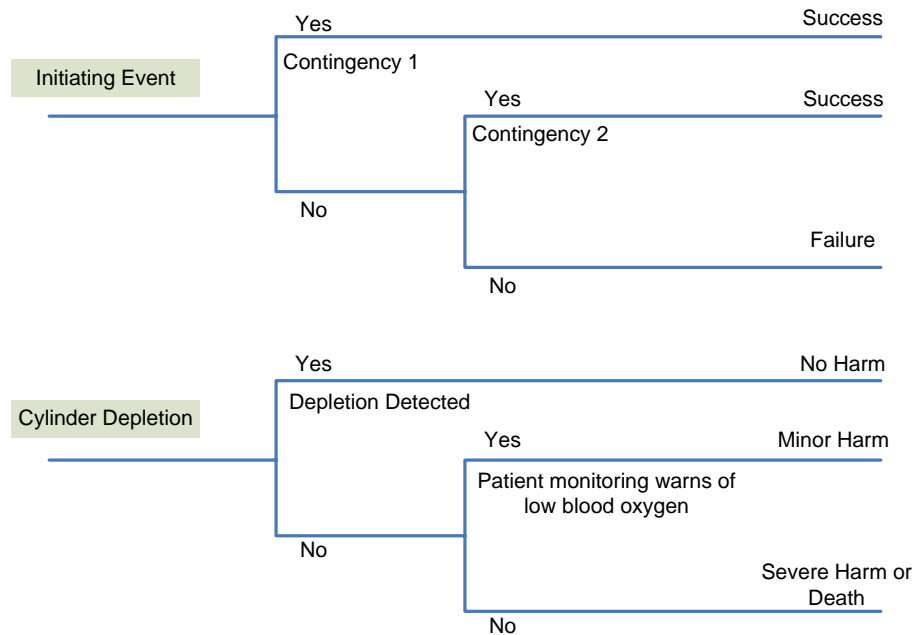 Yes
Success
Contingency 1
Initiating Event
Yes
Success
Contingency 2
No
Failure
No
Yes
No Harm
Depletion Detected
Cylinder Depletion
Yes
Minor Harm
Patient monitoring warns of
low blood oxygen
No
Severe Harm or
Death
No